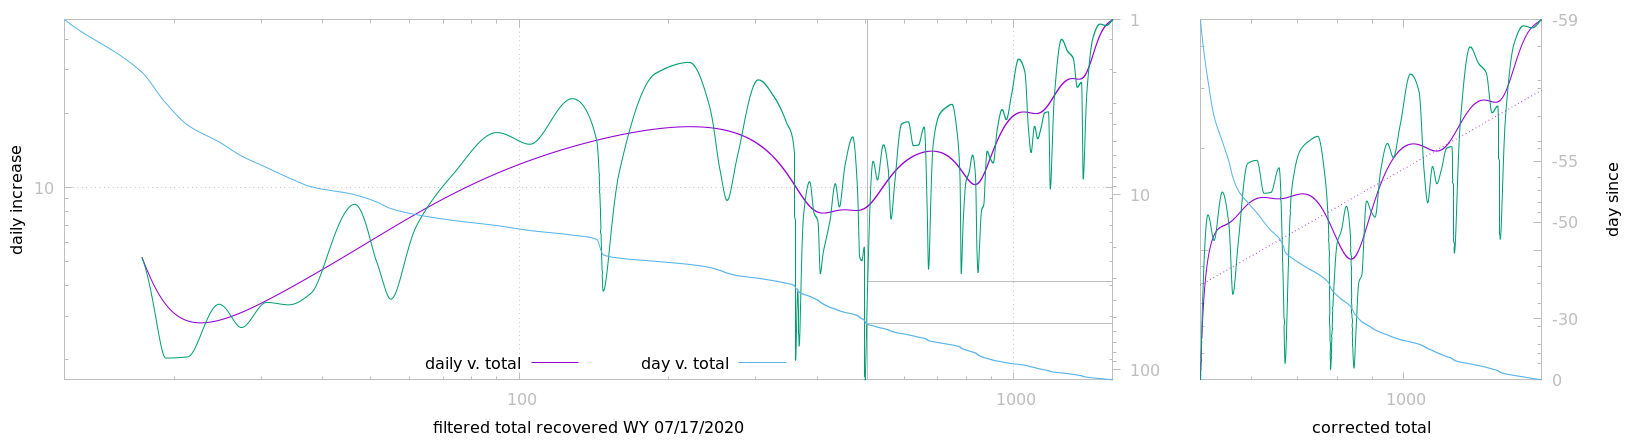 daily increase
10
daily v. total
day v. total
100
1000
filtered total recovered WY 07/17/2020
1
10
100
1000
corrected total
-59
-55
-50
-30
0
day since